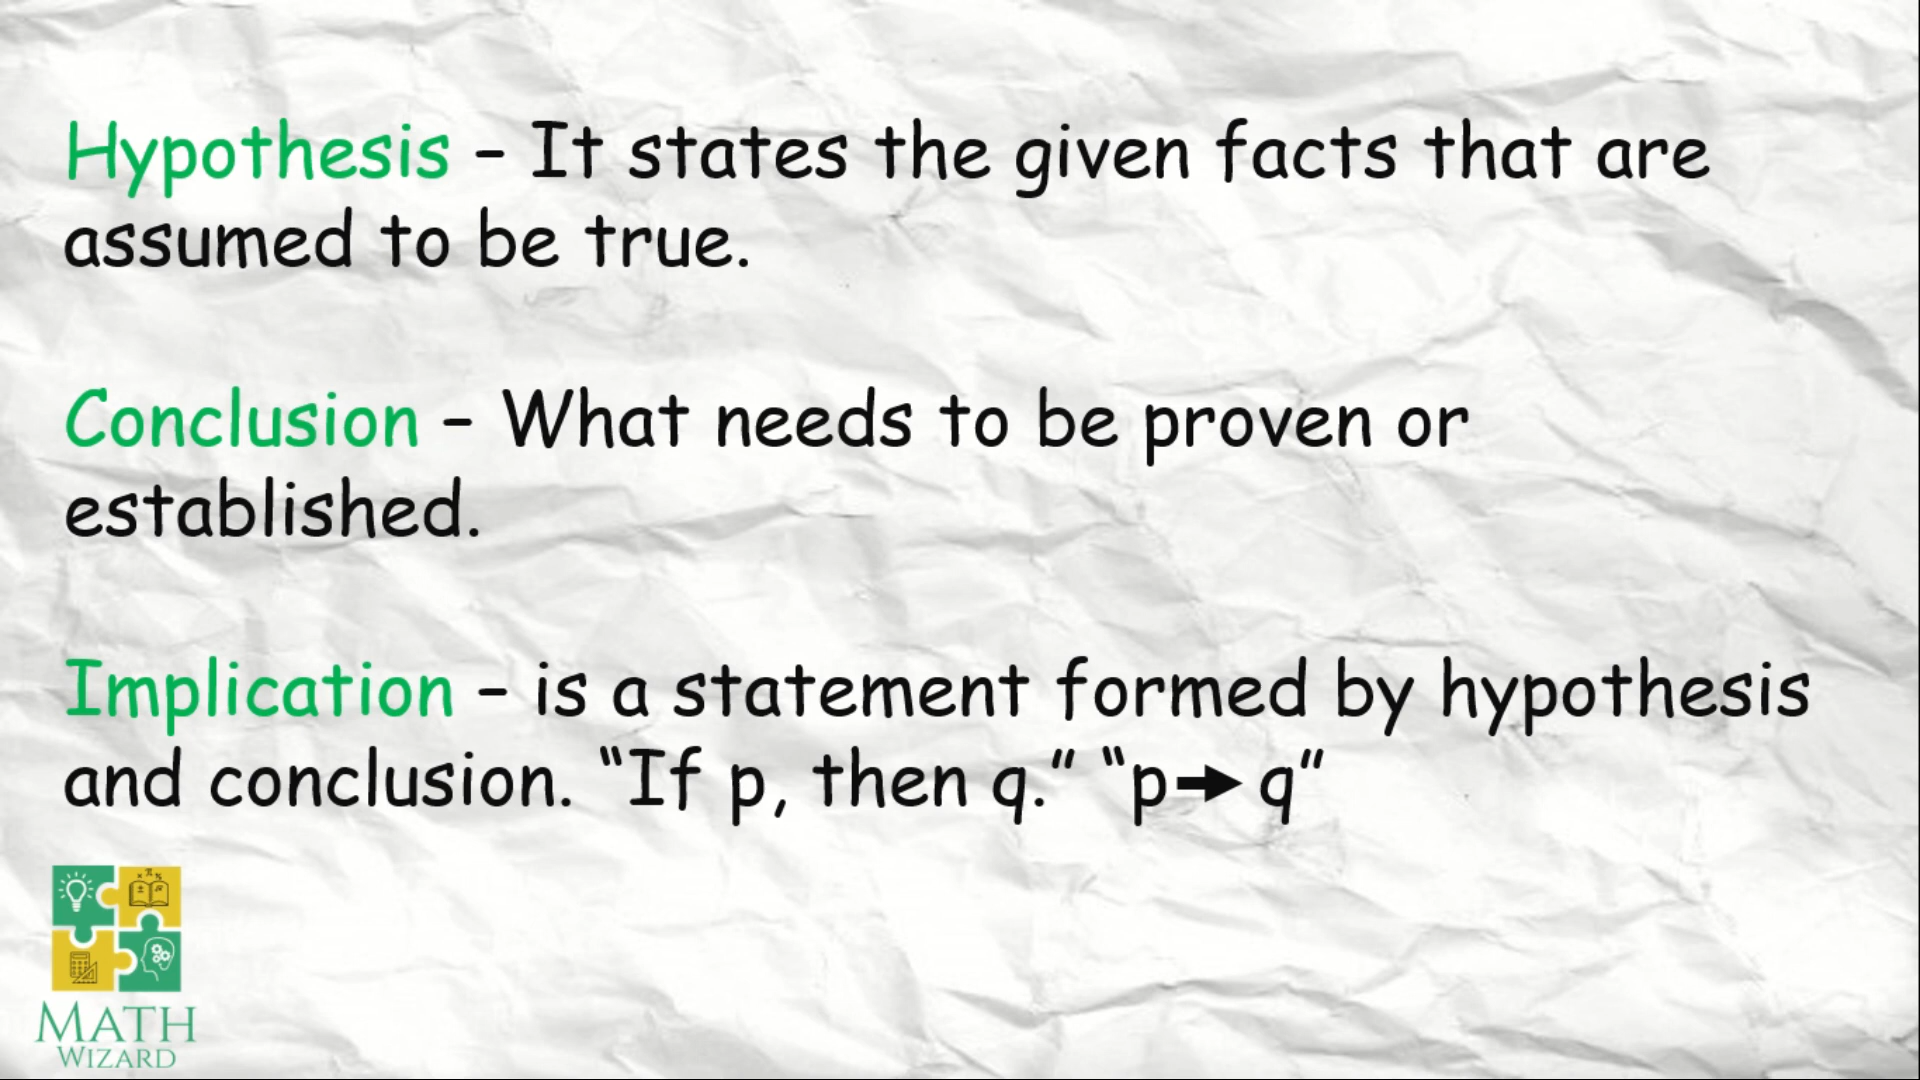 Hypothesis – It states the given facts that are
assumed to be true.
Conclusion – What needs to be proven or
established.
Implication – is a statement formed by hypothesis
and conclusion. “If p, then q.” “p➡q”
MATH
WIZARD